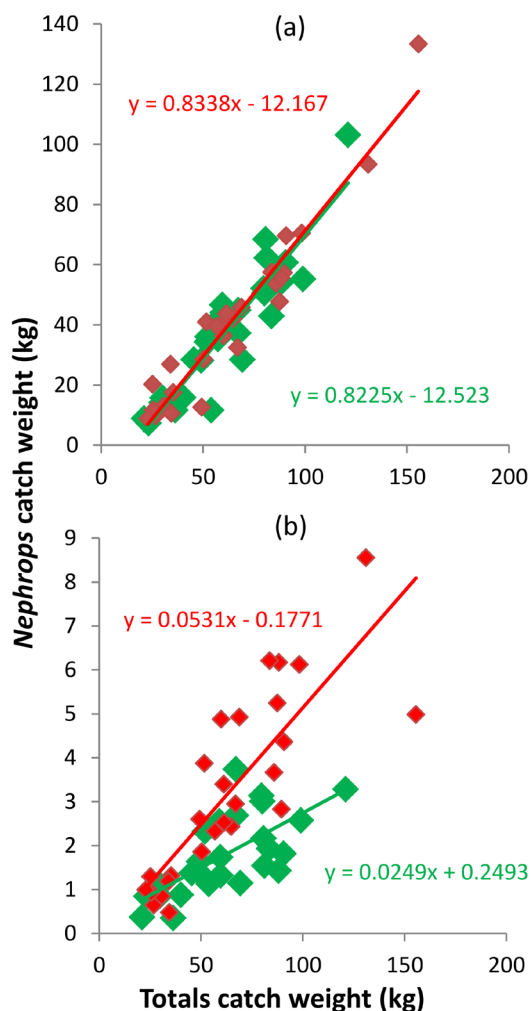 (a)
140
120
100
80
60
40
20
0
y = 0.8338x - 12.167
y = 0.8225x - 12.523
0 50 100 150 200
Nephrops catch weight (kg)
(b)
9
8
7
6
5
4
3
2
1
0
y = 0.0531x - 0.1771
y = 0.0249x + 0.2493
0 50 100 150 200
Totals catch weight (kg)